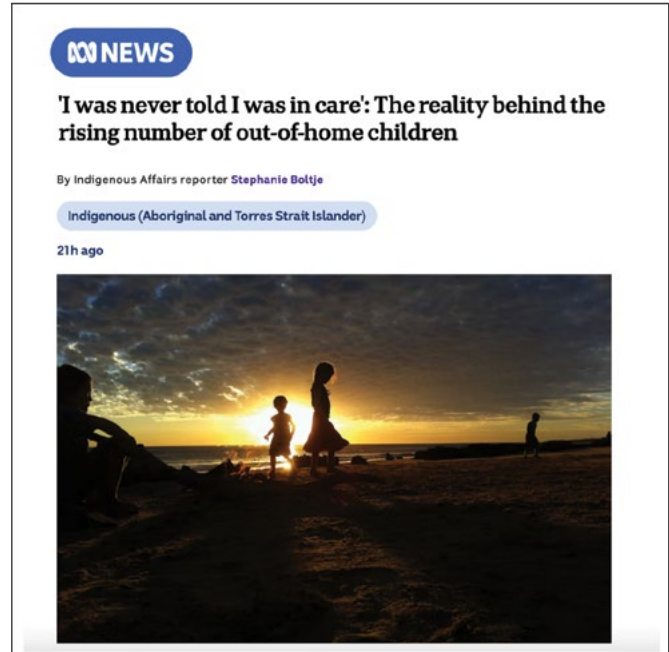 NEWS
'I was never told I was in care': The reality behind the
rising number of out-of-home children
By Indigenous Affairs reporter Stephanie Boltje
Indigenous (Aboriginal and Torres Strait Islander)
21h ago